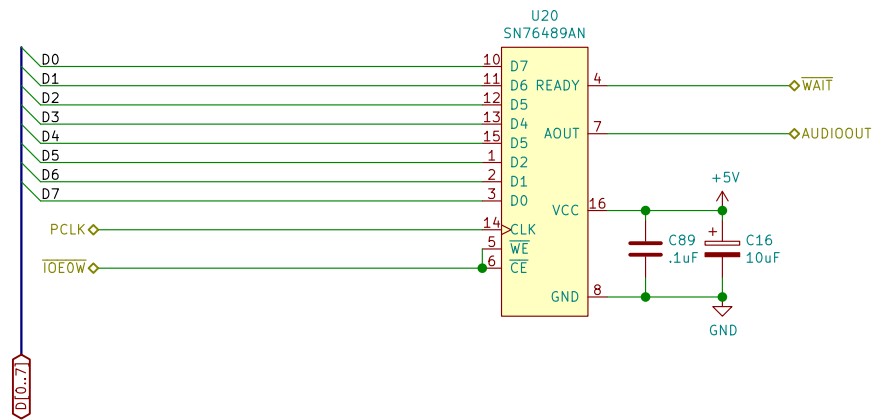 U20
SN76489AN
D0
10
D7
D1
11
D6
READY
4
WAIT
D2
12
D5
D3
13
D4
AOUT
7
AUDIOOUT
D4
15
D5
D5
1
D2
D6
2
D1
+5V
D7
3
D0
VCC
16
PCLK
14
CLK
5
WE
+
C89
.1uF
C16
10uF
IOE0W
6
CE
GND
8
GND
D[0..7]